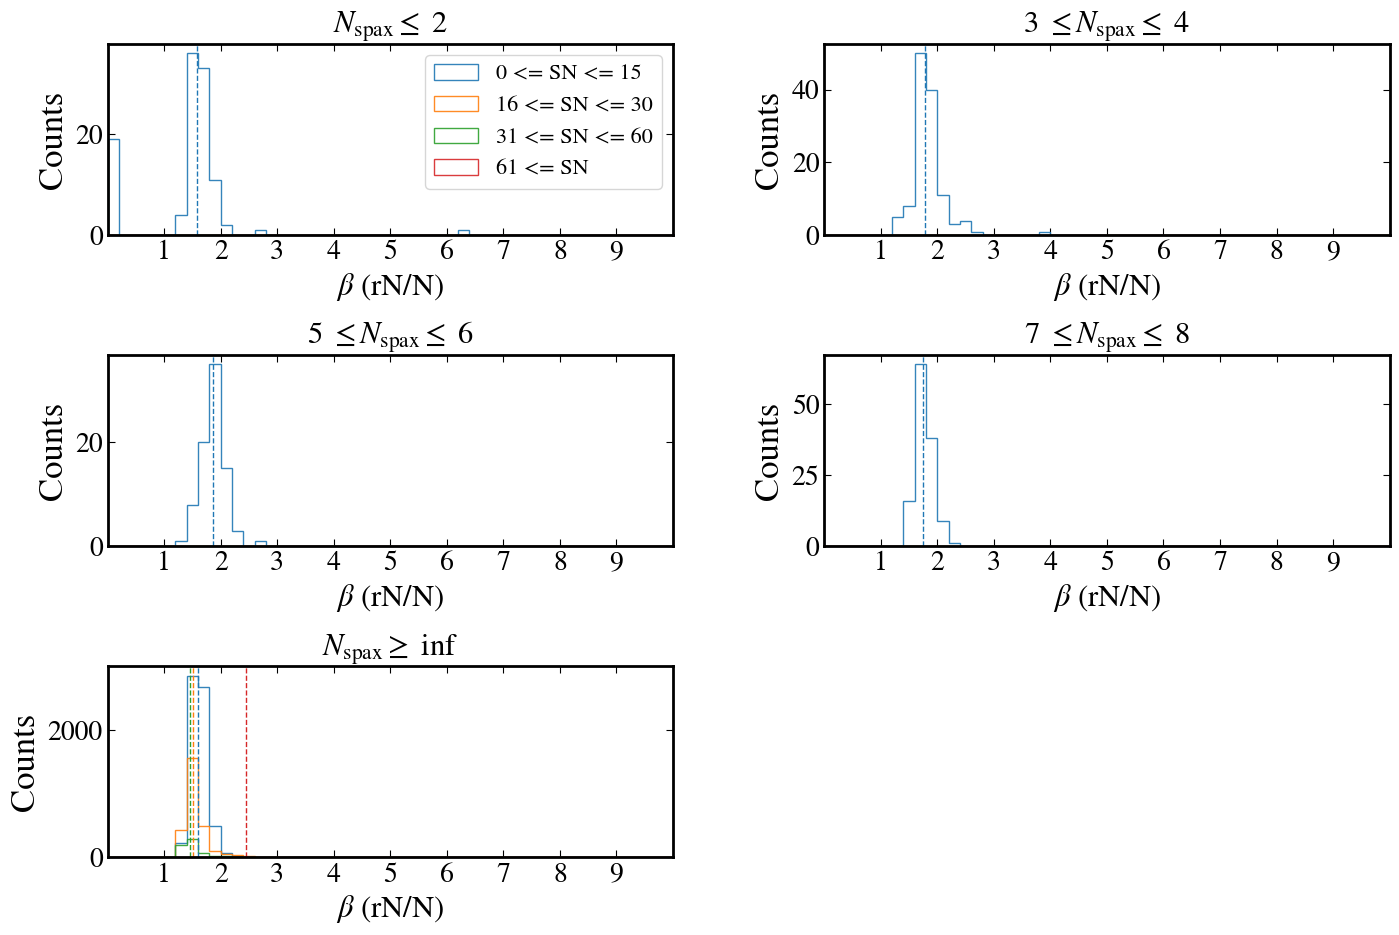 N_spax ≤ 2
Counts
20
0
0 <= SN <= 15
16 <= SN <= 30
31 <= SN <= 60
61 <= SN
1 2 3 4 5 6 7 8 9
β (rN/N)
3 ≤ N_spax ≤ 4
Counts
40
20
0
1 2 3 4 5 6 7 8 9
β (rN/N)
5 ≤ N_spax ≤ 6
Counts
20
0
1 2 3 4 5 6 7 8 9
β (rN/N)
7 ≤ N_spax ≤ 8
Counts
50
25
0
1 2 3 4 5 6 7 8 9
β (rN/N)
N_spax ≥ inf
Counts
2000
0
1 2 3 4 5 6 7 8 9
β (rN/N)